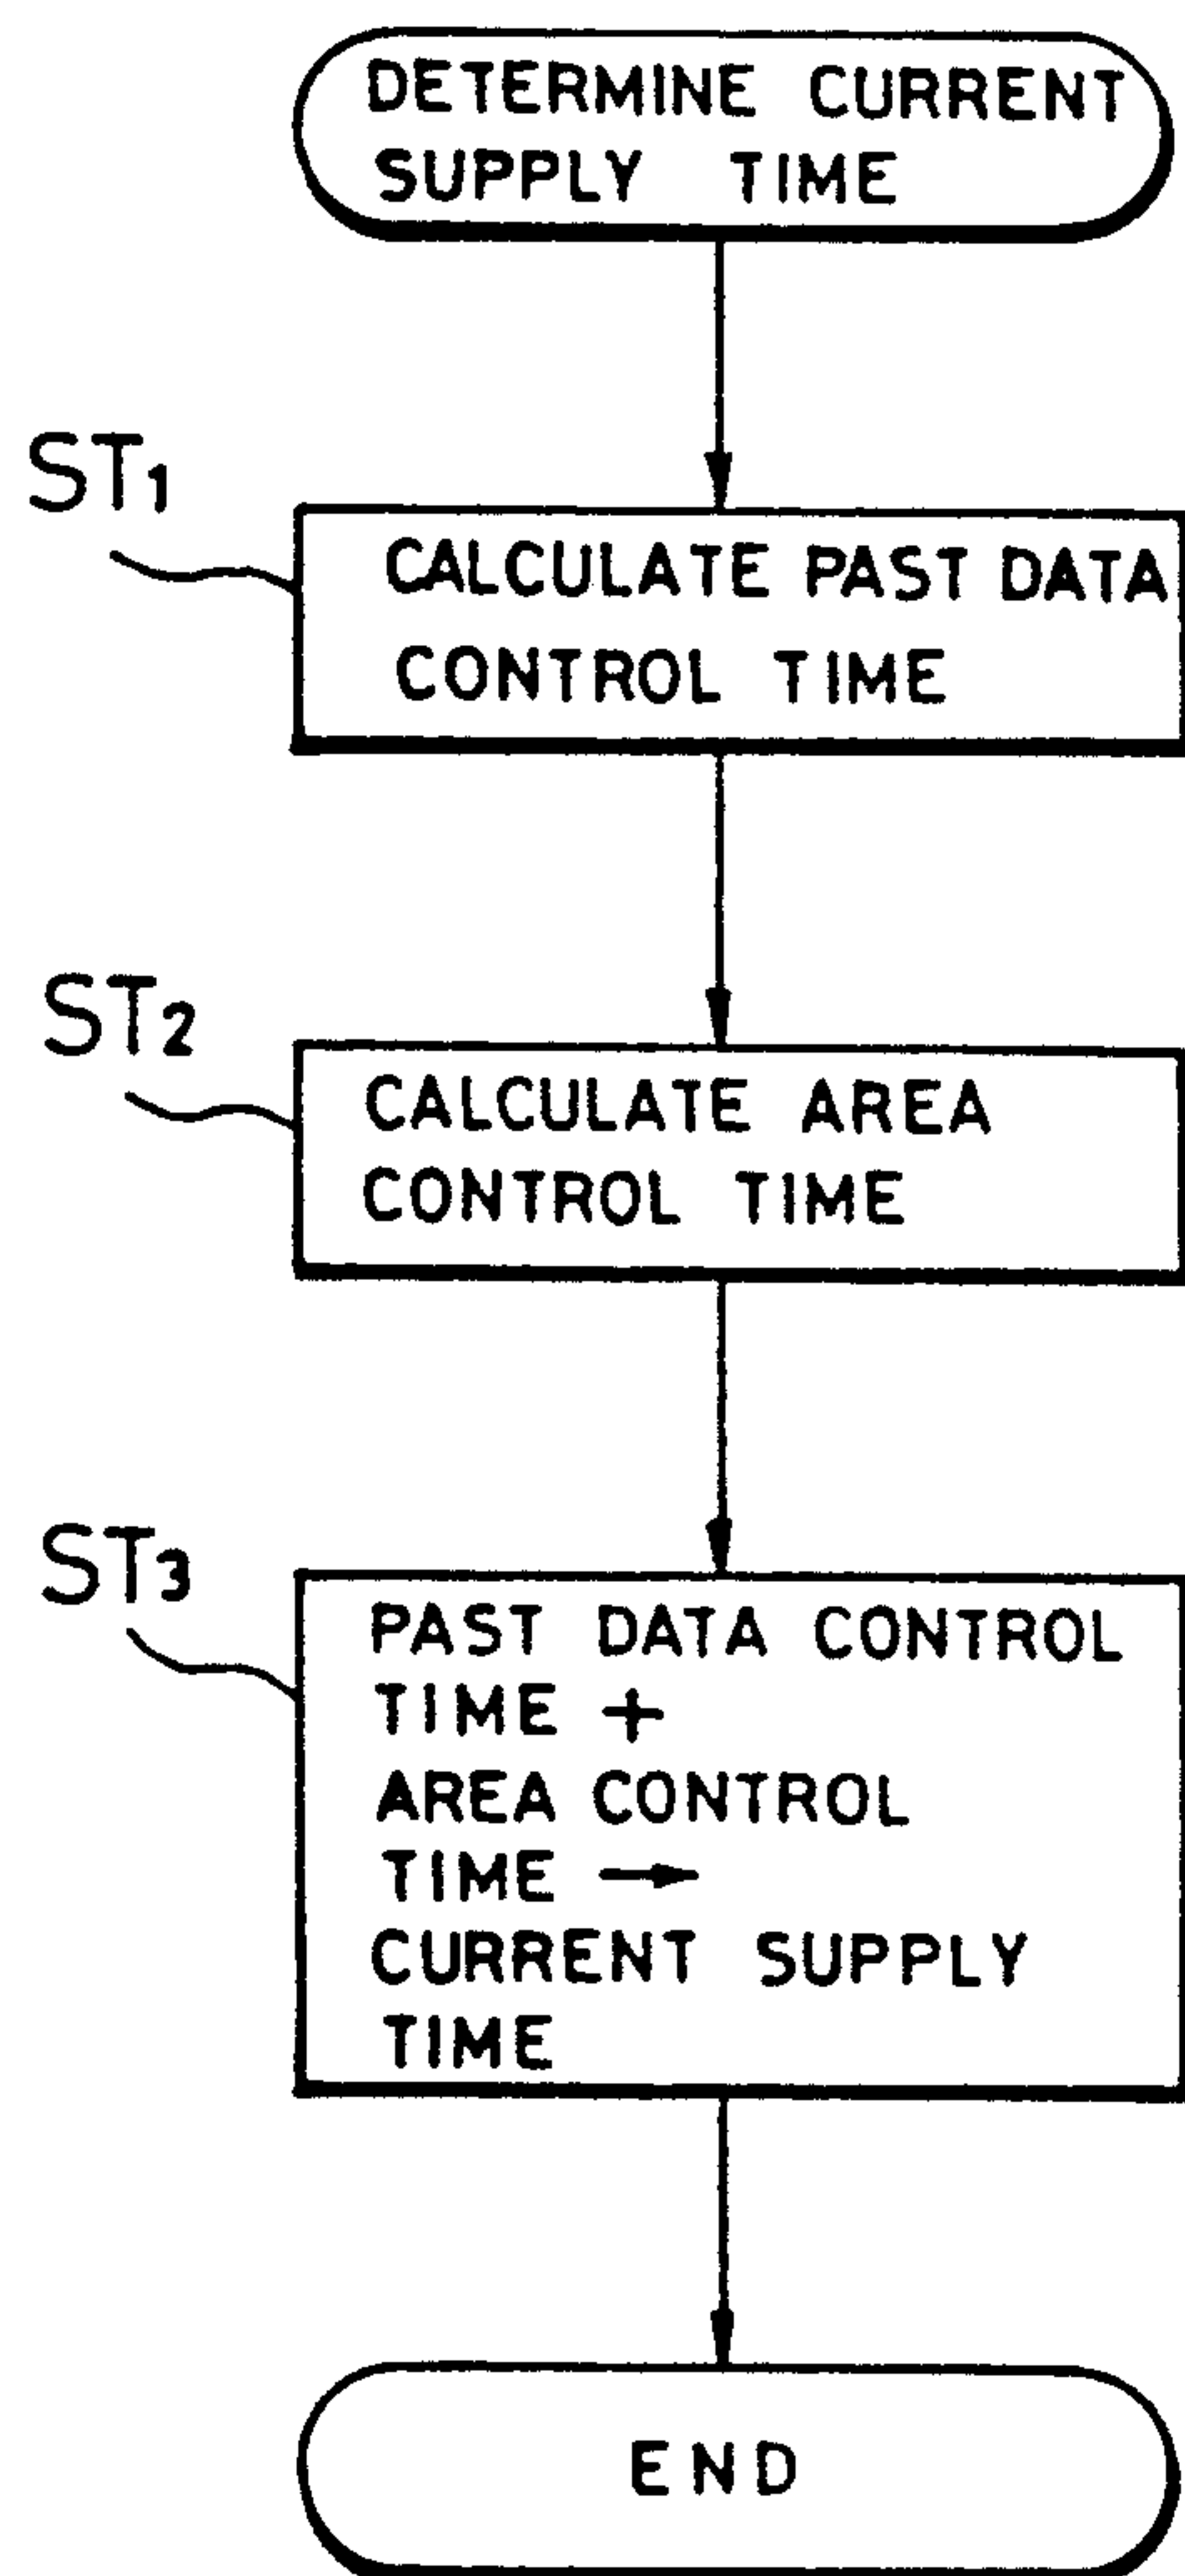 DETERMINE CURRENT
SUPPLY TIME
ST1
CALCULATE PAST DATA
CONTROL TIME
ST2
CALCULATE AREA
CONTROL TIME
ST3
PAST DATA CONTROL
TIME +
AREA CONTROL
TIME →
CURRENT SUPPLY
TIME
END